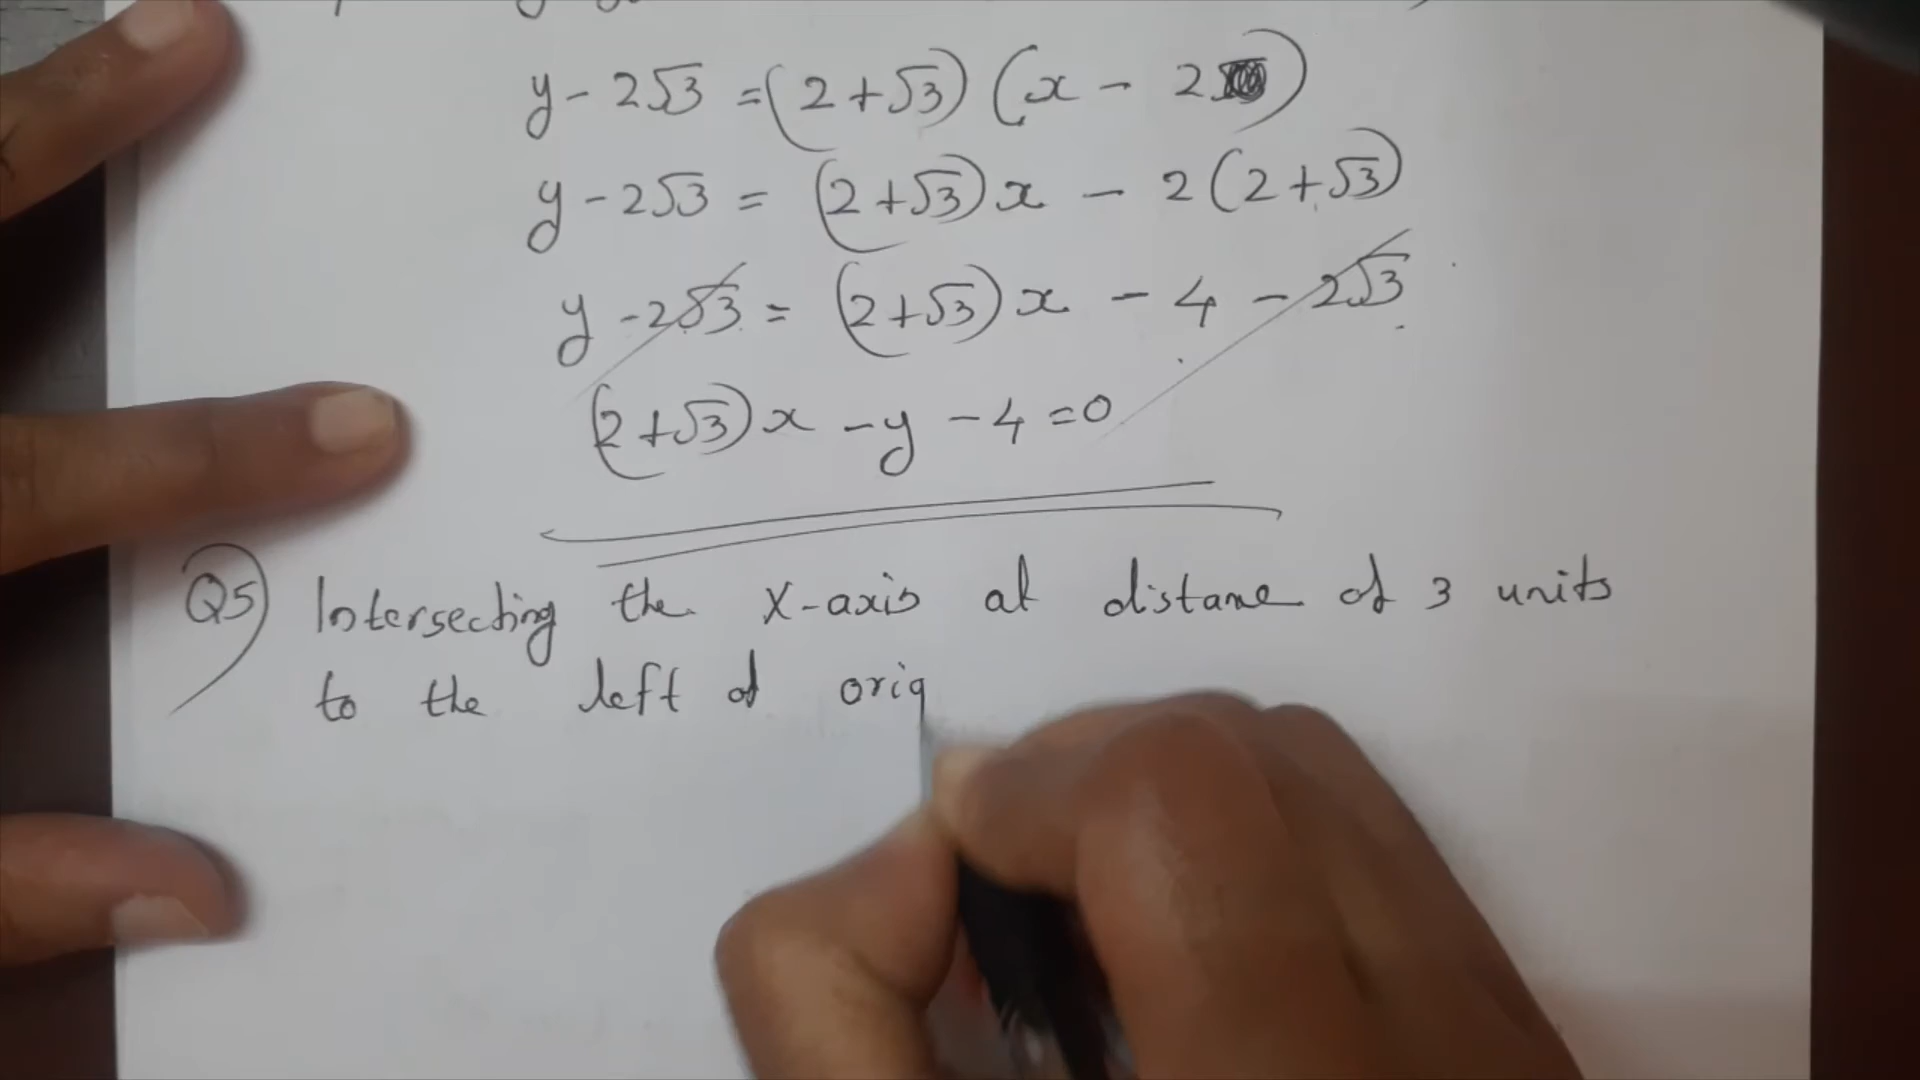 y - 2√3 = (2+√3) (x - 2)
y - 2√3 = (2+√3)x - 2(2+√3)
y - 2√3 = (2+√3)x - 4 - 2√3
(2+√3)x - y - 4 = 0
Q5) Intersecting the X-axis at distane of 3 units
to the left of orig